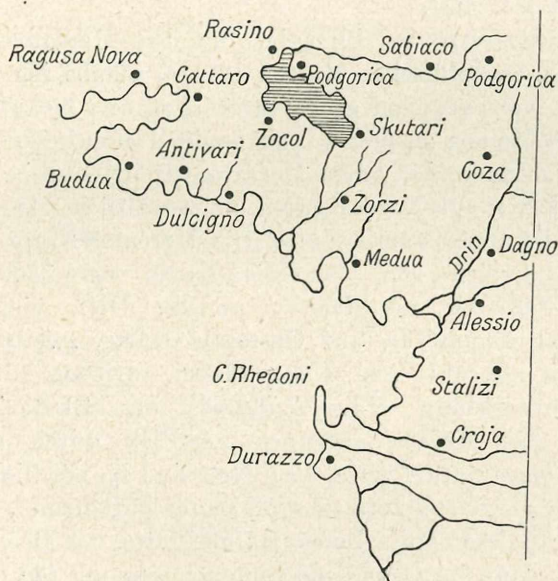 Rasino
Sabiaco
Ragusa Nova
Cattaro
Podgorica
Podgorica
Zocol
Skutari
Antivari
Coza
Budua
Dulcigno
Zorzi
Drin
Dagno
Medua
Alessio
C. Rhedoni
Stalizi
Croja
Durazzo